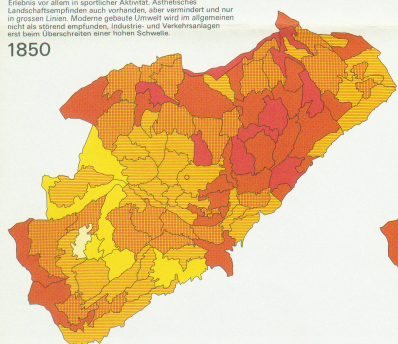 Erlebnis vor allem in sportlicher Aktivität. Ästhetisches
Landschaftsempfinden auch vorhanden, aber vermindert und nur
in grossen Linien. Moderne gebaute Umwelt wird im allgemeinen
nicht als störend empfunden, Industrie- und Verkehrsanlagen
erst beim Überschreiten einer hohen Schwelle.
1850